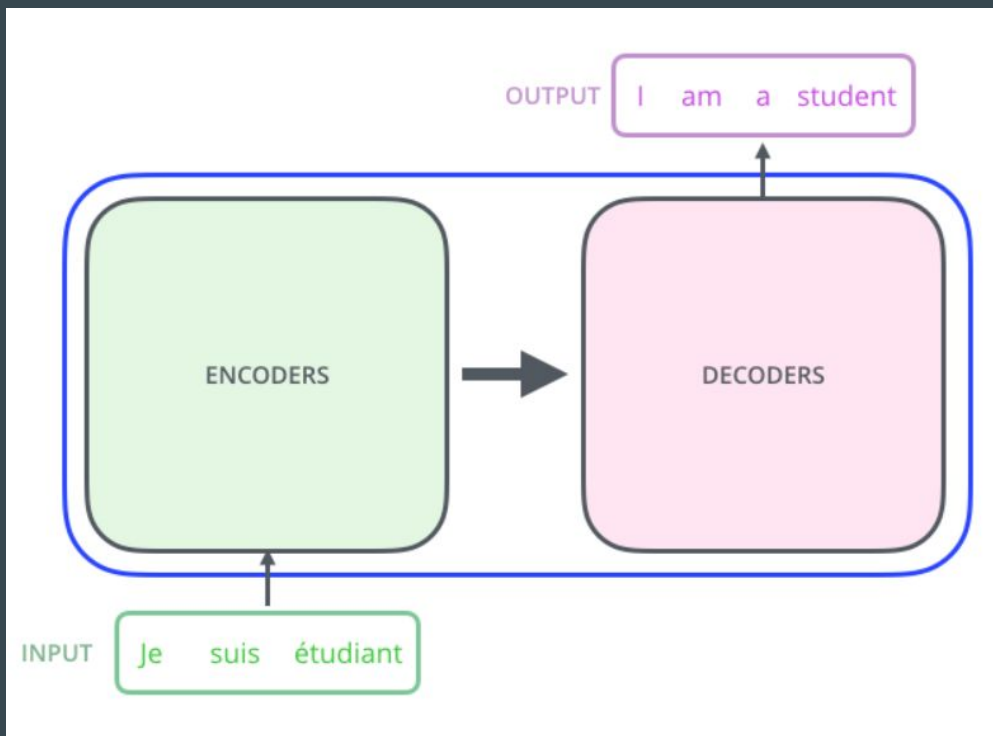 OUTPUT I am a student
ENCODERS DECODERS
INPUT Je suis étudiant